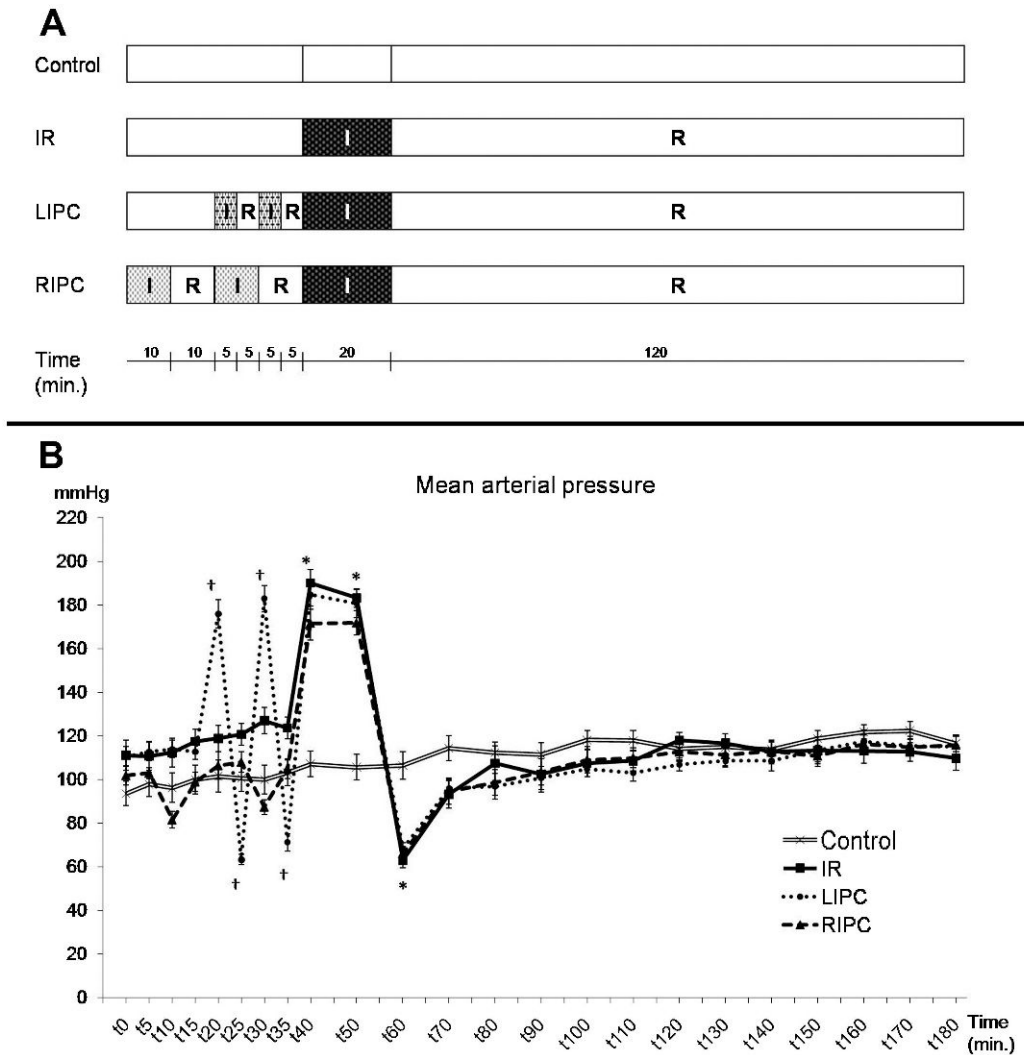 A
Control
IR I R
LIPC I R I R I R
RIPC I R I R I R
Time
(min.)
10 10 5 5 5 5 20 120
B
Mean arterial pressure
mmHg
220
200
180
160
140
120
100
80
60
40
20
0
† † * *
† † *
Control
IR
LIPC
RIPC
t0 t5 t10 t15 t20 t25 t30 t35 t40 t50 t60 t70 t80 t90 t100 t110 t120 t130 t140 t150 t160 t170 t180 Time
(min.)